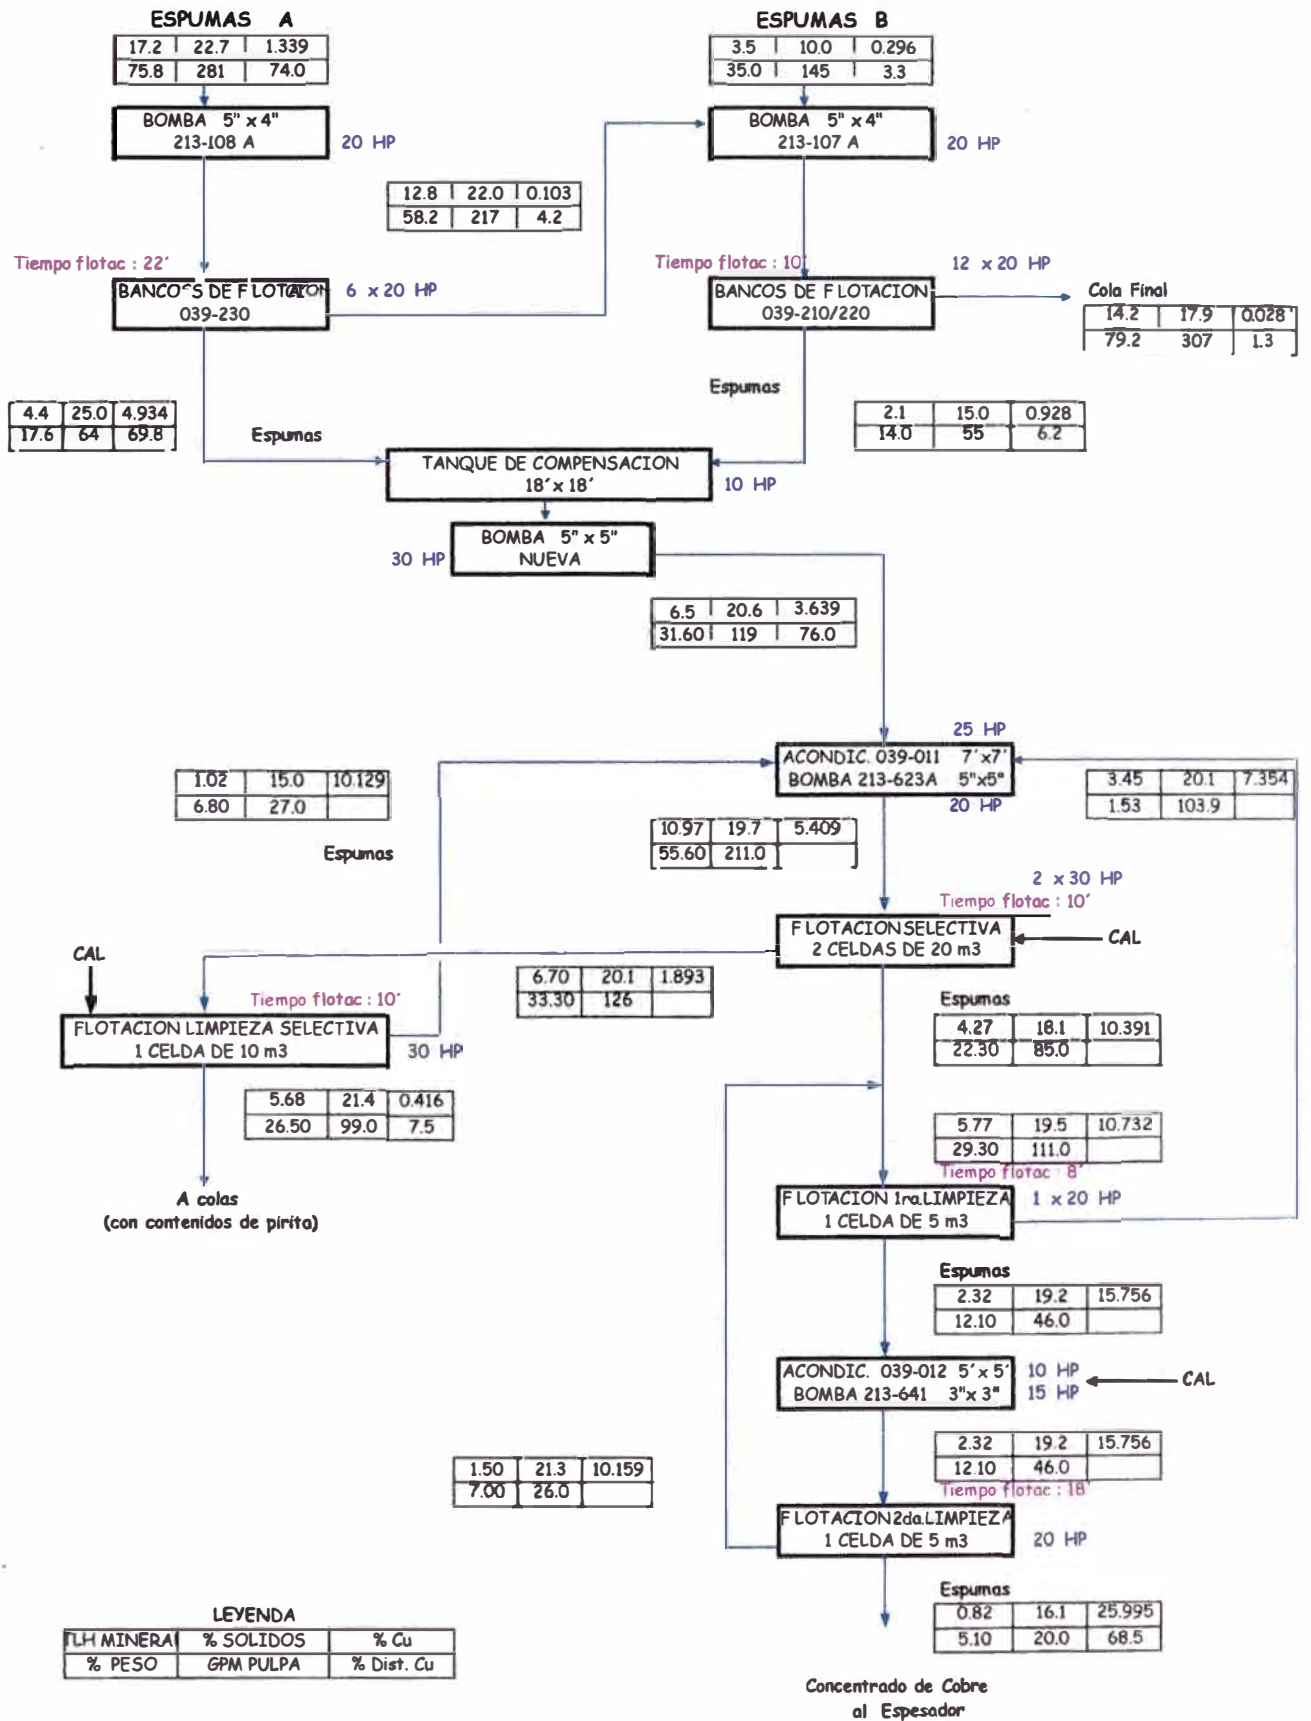 ESPUMAS A
17.2 22.7 1.339
75.8 281 74.0
BOMBA 5" x 4"
213-108 A
20 HP
ESPUMAS B
3.5 10.0 0.296
35.0 145 3.3
BOMBA 5" x 4"
213-107 A
20 HP
12.8 22.0 0.103
58.2 217 4.2
Tiempo flotac : 22'
BANCOS DE FLOTACION
039-230
6 x 20 HP
Tiempo flotac : 10'
12 x 20 HP
BANCOS DE FLOTACION
039-210/220
Cola Final
14.2 17.9 0.028
79.2 307 1.3
4.4 25.0 4.934
17.6 64 69.8
Espumas
Espumas
2.1 15.0 0.928
14.0 55 6.2
TANQUE DE COMPENSACION
18' x 18'
10 HP
BOMBA 5" x 5"
NUEVA
30 HP
6.5 20.6 3.639
31.60 119 76.0
25 HP
ACONDIC. 039-011 7' x7'
BOMBA 213-623A 5"x5"
20 HP
1.02 15.0 10.129
6.80 27.0
Espumas
3.45 20.1 7.354
1.53 103.9
10.97 19.7 5.409
55.60 211.0
2 x 30 HP
Tiempo flotac : 10'
FLOTACION SELECTIVA
2 CELDAS DE 20 m3
CAL
CAL
6.70 20.1 1.893
33.30 126
Tiempo flotac : 10'
FLOTACION LIMPIEZA SELECTIVA
1 CELDA DE 10 m3
30 HP
Espumas
4.27 18.1 10.391
22.30 85.0
5.68 21.4 0.416
26.50 99.0 7.5
A colas
(con contenidos de pirita)
5.77 19.5 10.732
29.30 111.0
Tiempo flotac : 8'
FLOTACION 1ra.LIMPIEZA
1 CELDA DE 5 m3
1 x 20 HP
Espumas
2.32 19.2 15.756
12.10 46.0
ACONDIC. 039-012 5' x 5'
BOMBA 213-641 3"x 3"
10 HP
15 HP
CAL
2.32 19.2 15.756
12.10 46.0
Tiempo flotac : 18'
1.50 21.3 10.159
7.00 26.0
FLOTACION 2da.LIMPIEZA
1 CELDA DE 5 m3
20 HP
Espumas
0.82 16.1 25.995
5.10 20.0 68.5
Concentrado de Cobre
al Espesador
LEYENDA
TLH MINERA % SOLIDOS % Cu
% PESO GPM PULPA % Dist. Cu